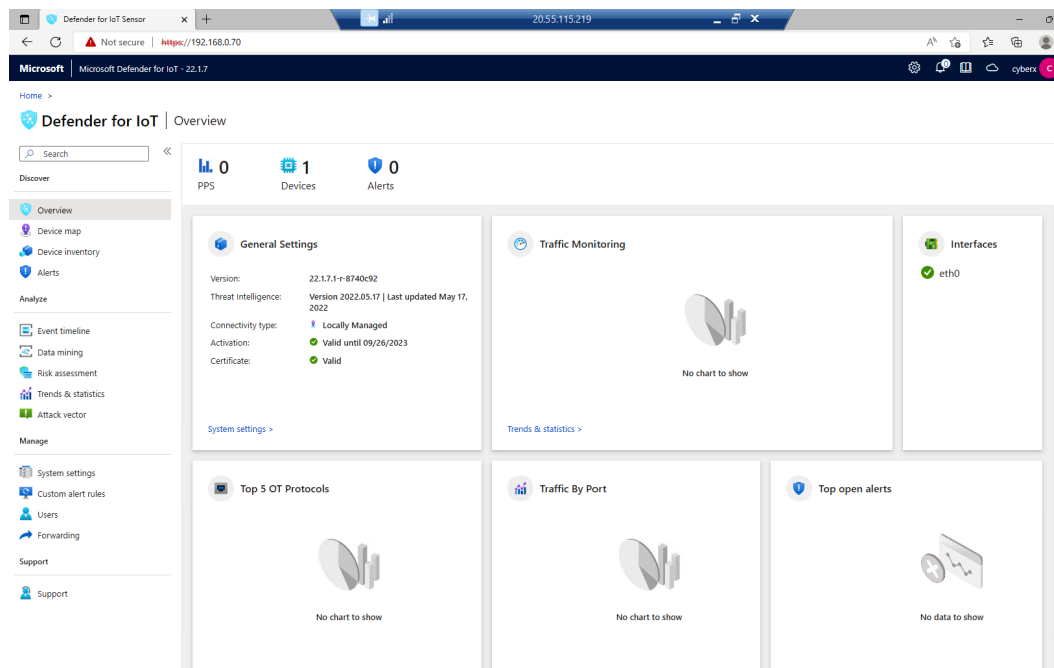 Defender for IoT Sensor
20.55.115.219
Not secure
https://192.168.0.70
Microsoft
Microsoft Defender for IoT - 22.1.7
0
cyberx
C
Home >
Defender for IoT
Overview
Search
Discover
Overview
Device map
Device inventory
Alerts
Analyze
Event timeline
Data mining
Risk assessment
Trends & statistics
Attack vector
Manage
System settings
Custom alert rules
Users
Forwarding
Support
Support
0
PPS
1
Devices
0
Alerts
General Settings
Version: 22.1.7.1-r-8740c92
Threat Intelligence: Version 2022.05.17 | Last updated May 17,
2022
Connectivity type: Locally Managed
Activation: Valid until 09/26/2023
Certificate: Valid
System settings >
Traffic Monitoring
No chart to show
Trends & statistics >
Interfaces
eth0
Top 5 OT Protocols
No chart to show
Traffic By Port
No chart to show
Top open alerts
No data to show